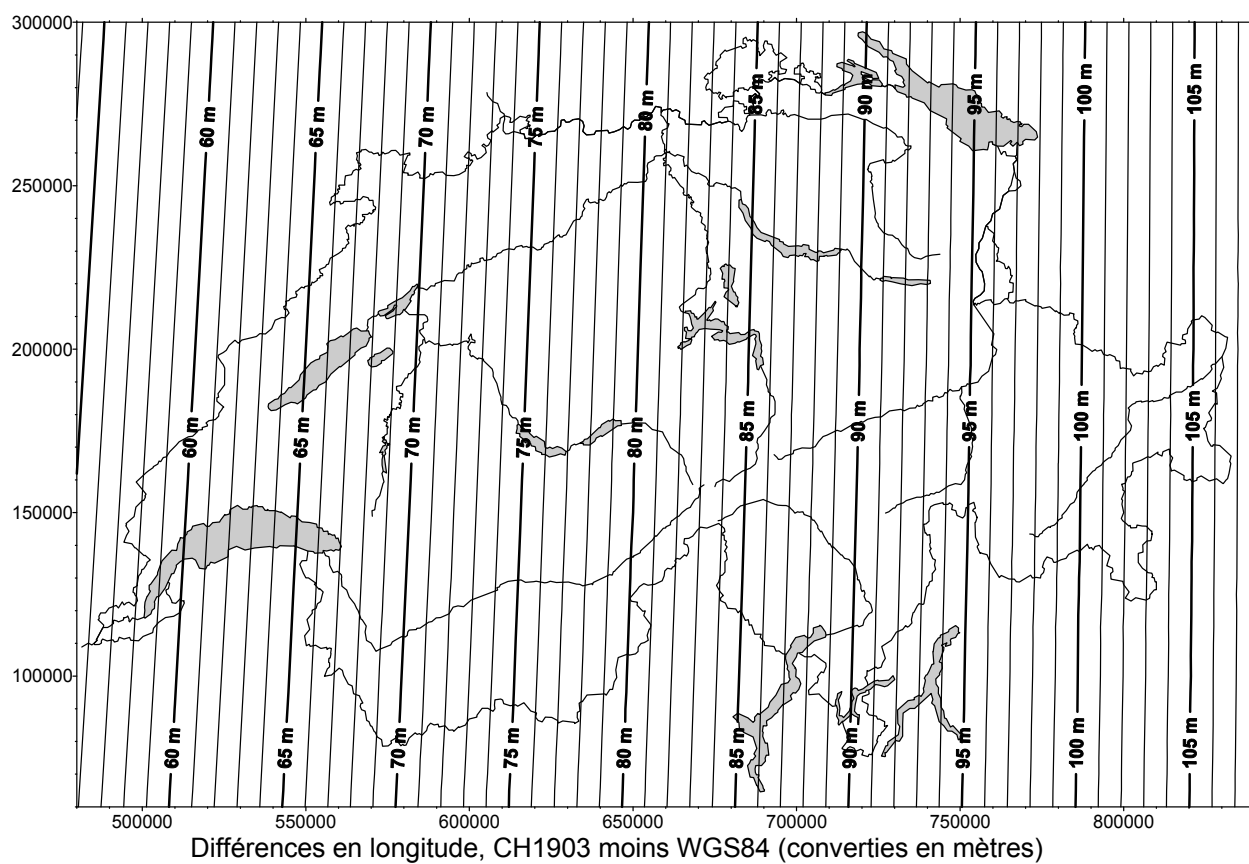 300000
60 m 65 m 70 m 75 m 80 m 85 m 90 m 95 m 100 m 105 m
250000
200000
60 m 65 m 70 m 75 m 80 m 85 m 90 m 95 m 100 m 105 m
150000
100000
60 m 65 m 70 m 75 m 80 m 85 m 90 m 95 m 100 m 105 m
500000 550000 600000 650000 700000 750000 800000
Différences en longitude, CH1903 moins WGS84 (converties en mètres)